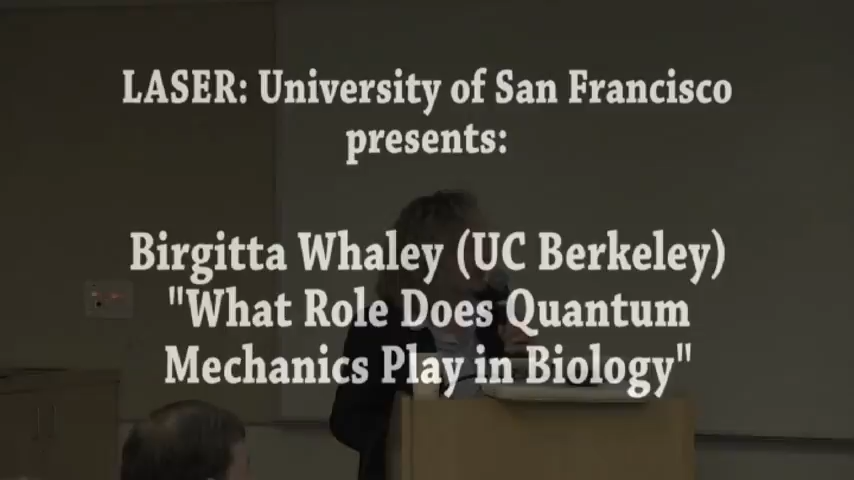 LASER: University of San Francisco
presents:
Birgitta Whaley (UC Berkeley)
"What Role Does Quantum
Mechanics Play in Biology"